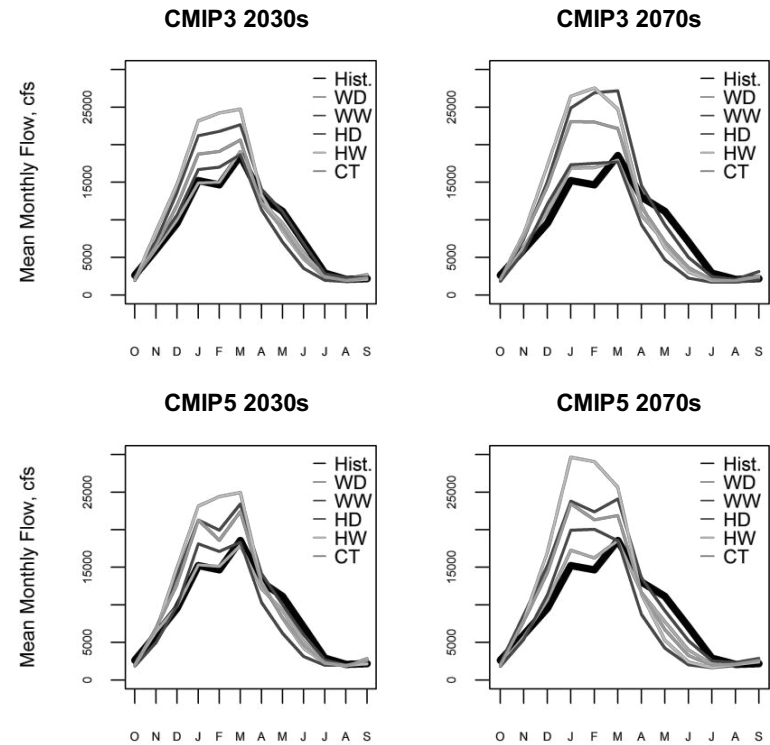 CMIP3 2030s
Mean Monthly Flow, cfs
0 5000 15000 25000
Hist.
WD
WW
HD
HW
CT
O N D J F M A M J J A S
CMIP3 2070s
0 5000 15000 25000
Hist.
WD
WW
HD
HW
CT
O N D J F M A M J J A S
CMIP5 2030s
Mean Monthly Flow, cfs
0 5000 15000 25000
Hist.
WD
WW
HD
HW
CT
O N D J F M A M J J A S
CMIP5 2070s
0 5000 15000 25000
Hist.
WD
WW
HD
HW
CT
O N D J F M A M J J A S